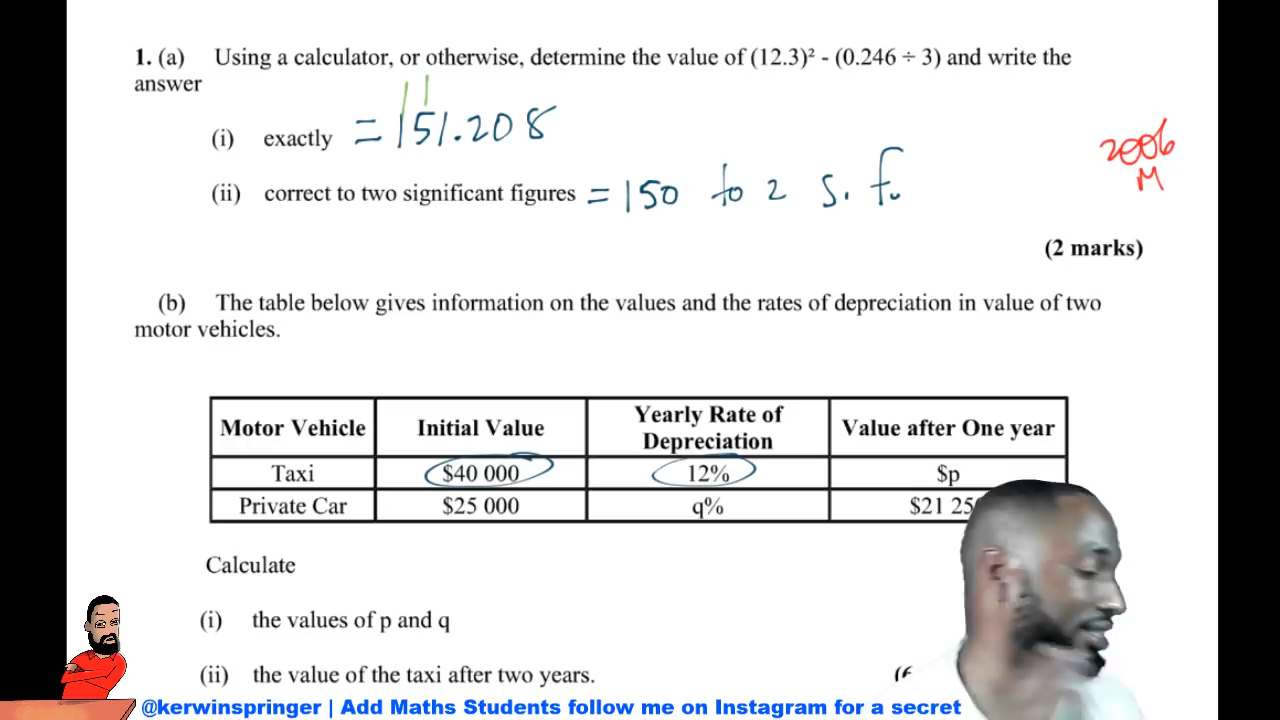 1. (a) Using a calculator, or otherwise, determine the value of (12.3)² - (0.246 ÷ 3) and write the
answer
(i) exactly = 151.208
(ii) correct to two significant figures = 150 to 2 s. f.
2006
M
(2 marks)
(b) The table below gives information on the values and the rates of depreciation in value of two
motor vehicles.
Motor Vehicle Initial Value Yearly Rate of Depreciation Value after One year
Taxi $40 000 12% $p
Private Car $25 000 q% $21 25
Calculate
(i) the values of p and q
(ii) the value of the taxi after two years.
@kerwinspringer | Add Maths Students follow me on Instagram for a secret